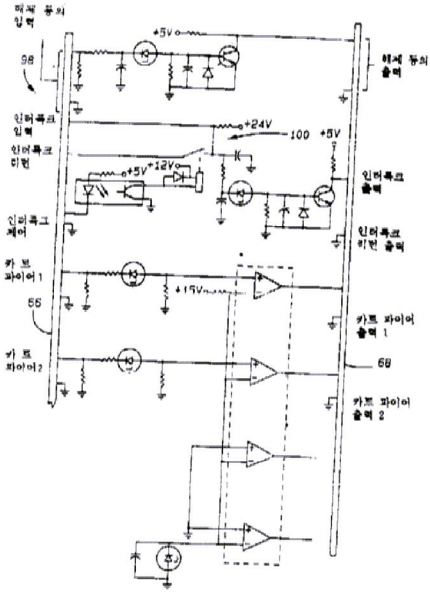 해제 동의
입력
+5V
98
해제 동의
출력
인터록크
입력
+24V
100
+5V
인터록크
리턴
+12V
+5V
인터록크
출력
인터록크
제어
인터록크
리턴 출력
카트
파이어1
+15V
66
카트 파이어
출력 1
68
카트
파이어2
카트 파이어
출력 2